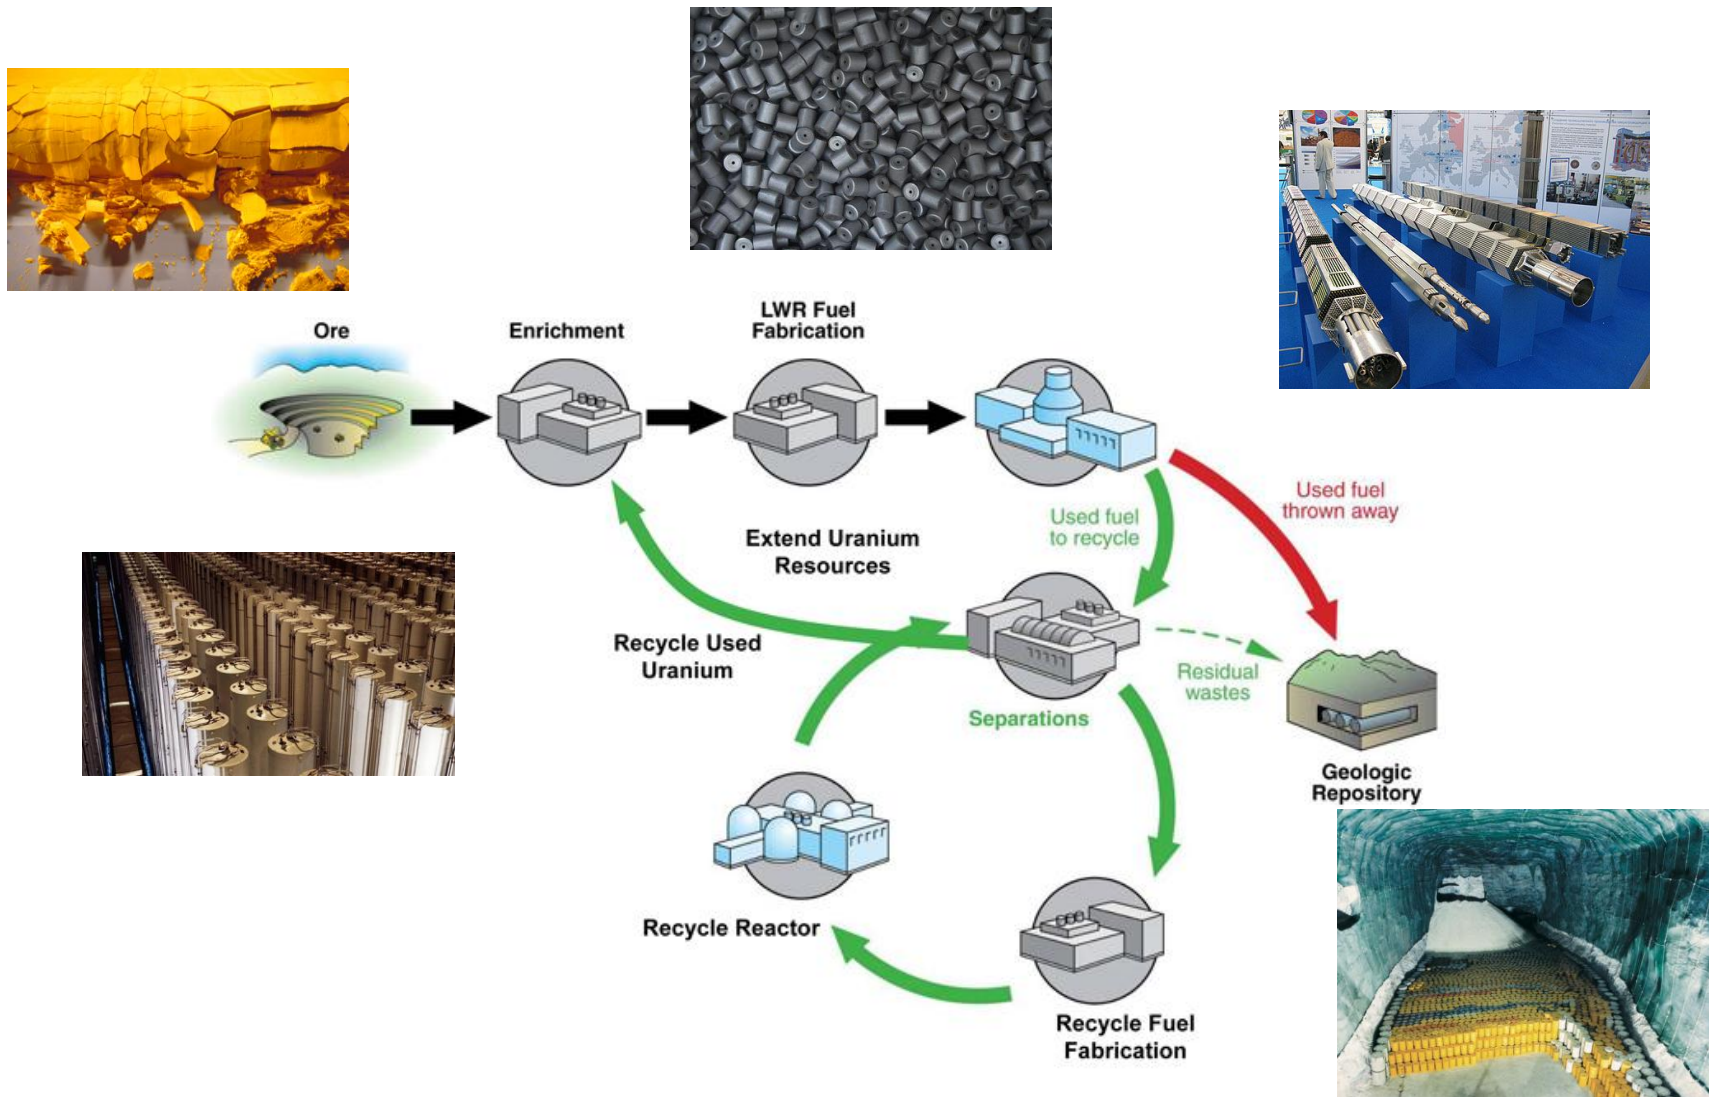 Ore
Enrichment
LWR Fuel
Fabrication
Used fuel
to recycle
Used fuel
thrown away
Extend Uranium
Resources
Recycle Used
Uranium
Residual
wastes
Separations
Geologic
Repository
Recycle Reactor
Recycle Fuel
Fabrication